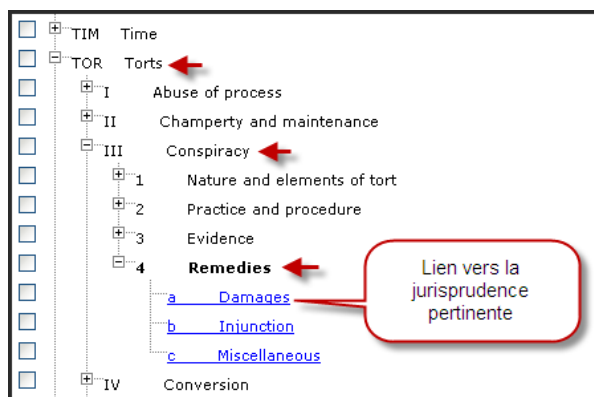 TIM Time
TOR Torts
I Abuse of process
II Champerty and maintenance
III Conspiracy
1 Nature and elements of tort
2 Practice and procedure
3 Evidence
4 Remedies
a Damages
b Injunction
c Miscellaneous
IV Conversion
Lien vers la
jurisprudence
pertinente